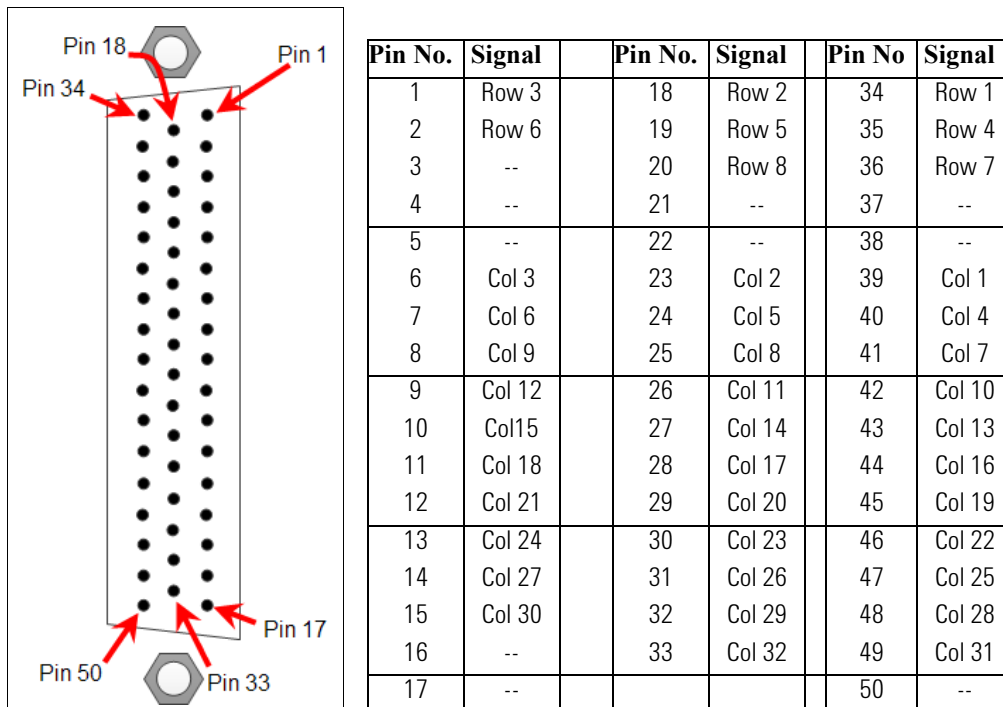 Pin 18
Pin 1
Pin 34
Pin 17
Pin 50
Pin 33
Pin No. Signal Pin No. Signal Pin No Signal
1 Row 3 18 Row 2 34 Row 1
2 Row 6 19 Row 5 35 Row 4
3 -- 20 Row 8 36 Row 7
4 -- 21 -- 37 --
5 -- 22 -- 38 --
6 Col 3 23 Col 2 39 Col 1
7 Col 6 24 Col 5 40 Col 4
8 Col 9 25 Col 8 41 Col 7
9 Col 12 26 Col 11 42 Col 10
10 Col15 27 Col 14 43 Col 13
11 Col 18 28 Col 17 44 Col 16
12 Col 21 29 Col 20 45 Col 19
13 Col 24 30 Col 23 46 Col 22
14 Col 27 31 Col 26 47 Col 25
15 Col 30 32 Col 29 48 Col 28
16 -- 33 Col 32 49 Col 31
17 -- 50 --